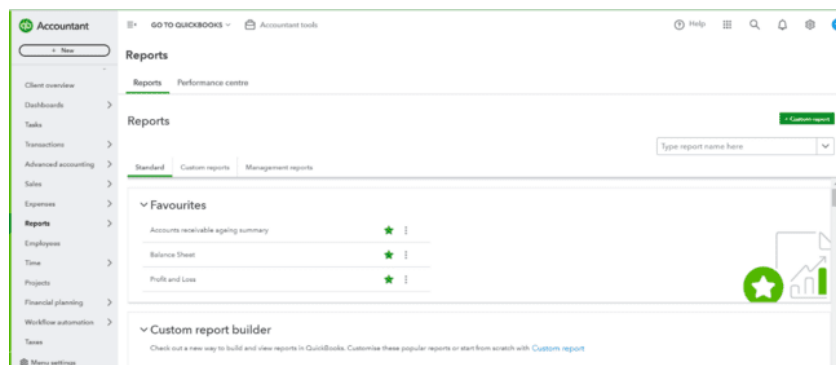 qb Accountant
GO TO QUICKBOOKS
Accountant tools
Help
+ New
Reports
Client overview
Dashboards
Tasks
Transactions
Advanced accounting
Sales
Expenses
Reports
Employees
Time
Projects
Financial planning
Workflow automation
Taxes
Menu settings
Reports
Performance centre
Reports
+ Custom report
Type report name here
Standard
Custom reports
Management reports
Favourites
Accounts receivable ageing summary
Balance Sheet
Profit and Loss
Custom report builder
Check out a new way to build and view reports in QuickBooks. Customise these popular reports or start from scratch with Custom report